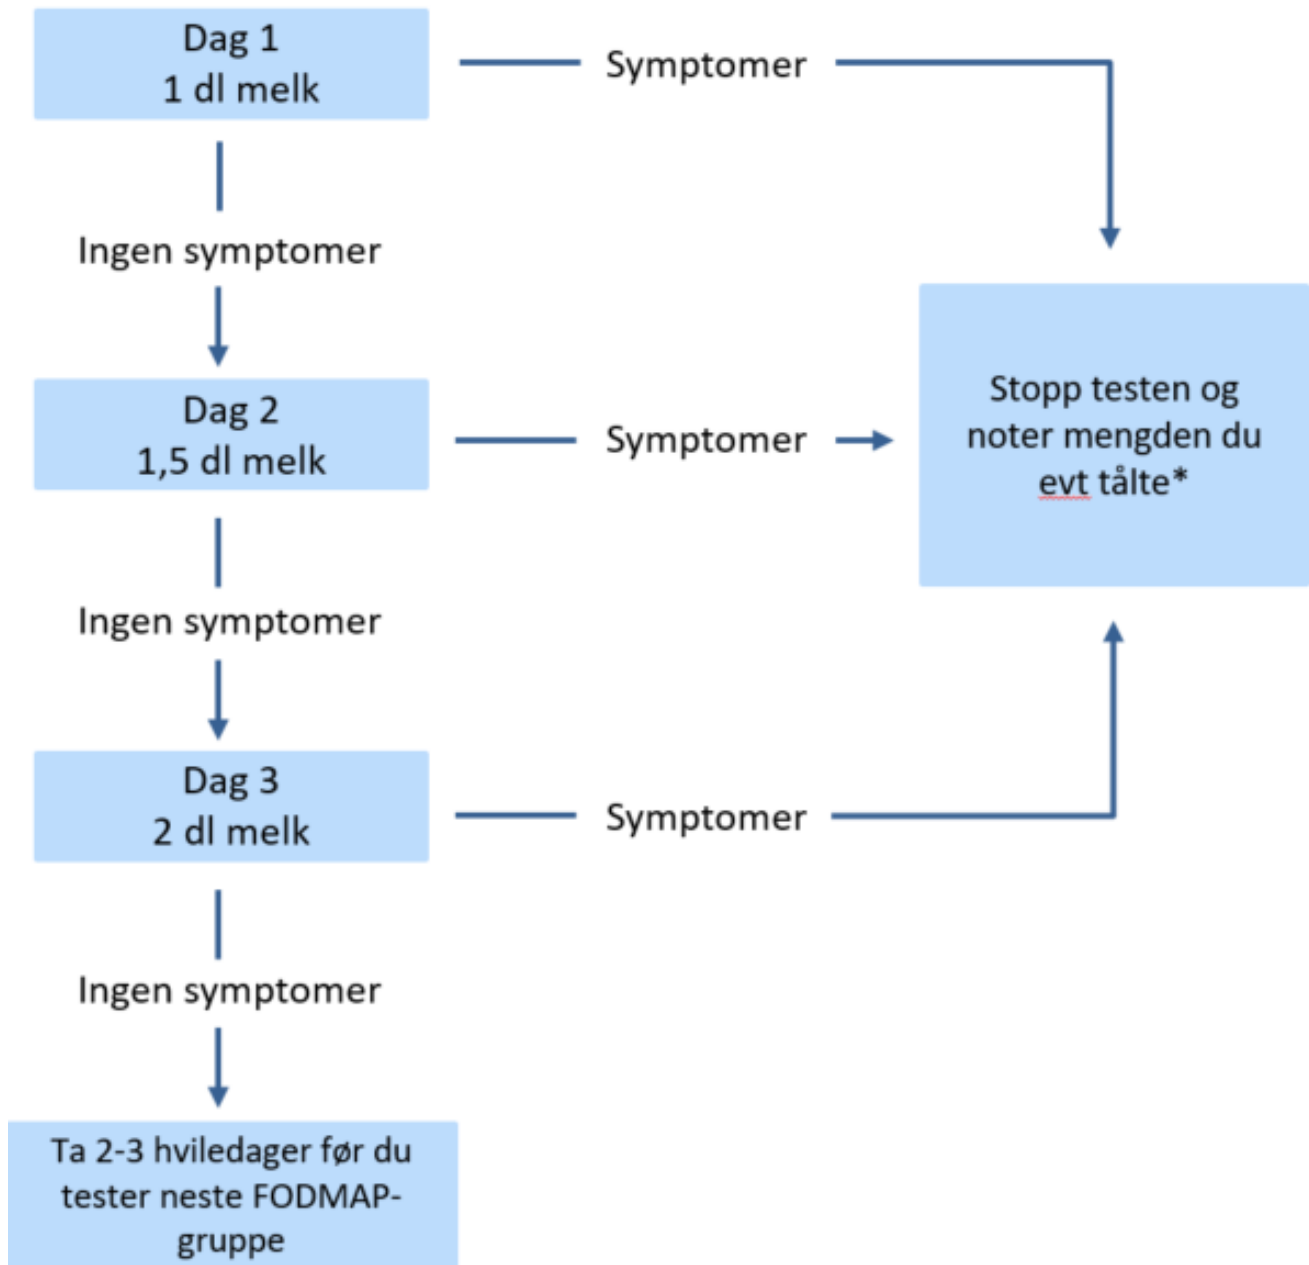 Dag 1
1 dl melk
Symptomer
Ingen symptomer
Dag 2
1,5 dl melk
Symptomer
Stopp testen og
noter mengden du
evt tålte*
Ingen symptomer
Dag 3
2 dl melk
Symptomer
Ingen symptomer
Ta 2-3 hviledager før du
tester neste FODMAP-
gruppe